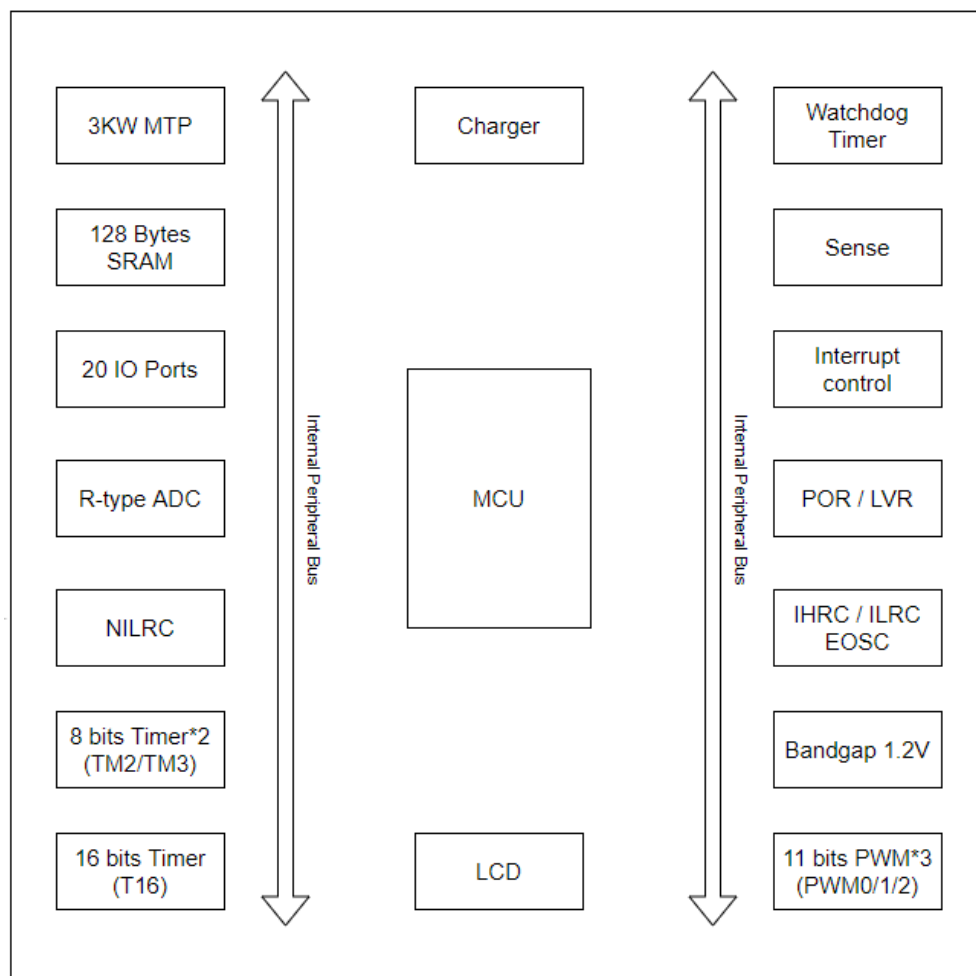 3KW MTP
128 Bytes
SRAM
20 IO Ports
R-type ADC
NILRC
8 bits Timer*2
(TM2/TM3)
16 bits Timer
(T16)
Internal Peripheral Bus
Charger
MCU
LCD
Internal Peripheral Bus
Watchdog
Timer
Sense
Interrupt
control
POR / LVR
IHRC / ILRC
EOSC
Bandgap 1.2V
11 bits PWM*3
(PWM0/1/2)